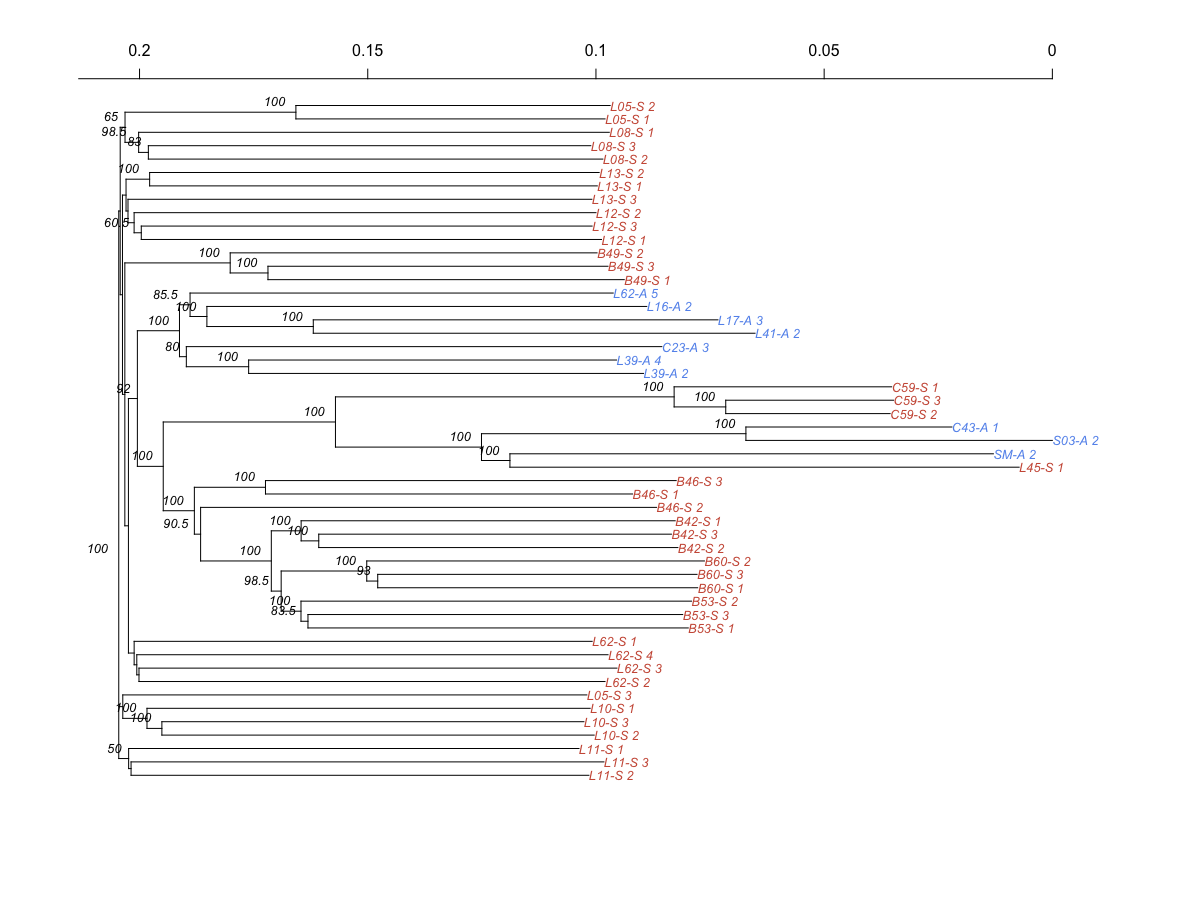 0.2 0.15 0.1 0.05 0
100 L05-S 2
65
L05-S 1
98.5 L08-S 1
83
L08-S 3
L08-S 2
100 L13-S 2
L13-S 1
L13-S 3
L12-S 2
60.5
L12-S 3
L12-S 1
100 B49-S 2
100 B49-S 3
B49-S 1
85.5 L62-A 5
100 L16-A 2
100 L17-A 3
100
L41-A 2
80 C23-A 3
100 L39-A 4
L39-A 2
92
100 C59-S 1
100 C59-S 3
100 C59-S 2
100 C43-A 1
100 S03-A 2
100 SM-A 2
100
L45-S 1
100 B46-S 3
100 B46-S 1
B46-S 2
90.5
100 B42-S 1
100 B42-S 3
100 B42-S 2
100 B60-S 2
93 B60-S 3
98.5 B60-S 1
100 B53-S 2
83.5 B53-S 3
B53-S 1
100
L62-S 1
L62-S 4
L62-S 3
L62-S 2
L05-S 3
100 L10-S 1
100 L10-S 3
L10-S 2
50 L11-S 1
L11-S 3
L11-S 2